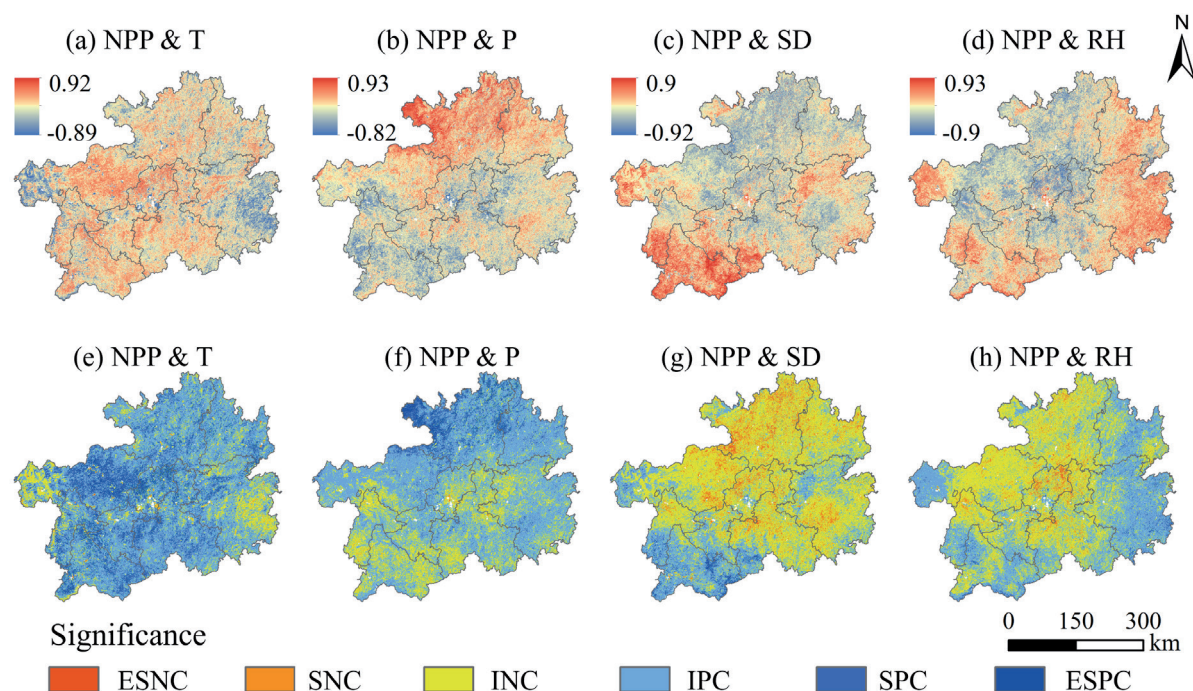 N
(a) NPP & T
(b) NPP & P
(c) NPP & SD
(d) NPP & RH
0.92
-0.89
0.93
-0.82
0.9
-0.92
0.93
-0.9
(e) NPP & T
(f) NPP & P
(g) NPP & SD
(h) NPP & RH
0 150 300
km
Significance
ESNC SNC INC IPC SPC ESPC